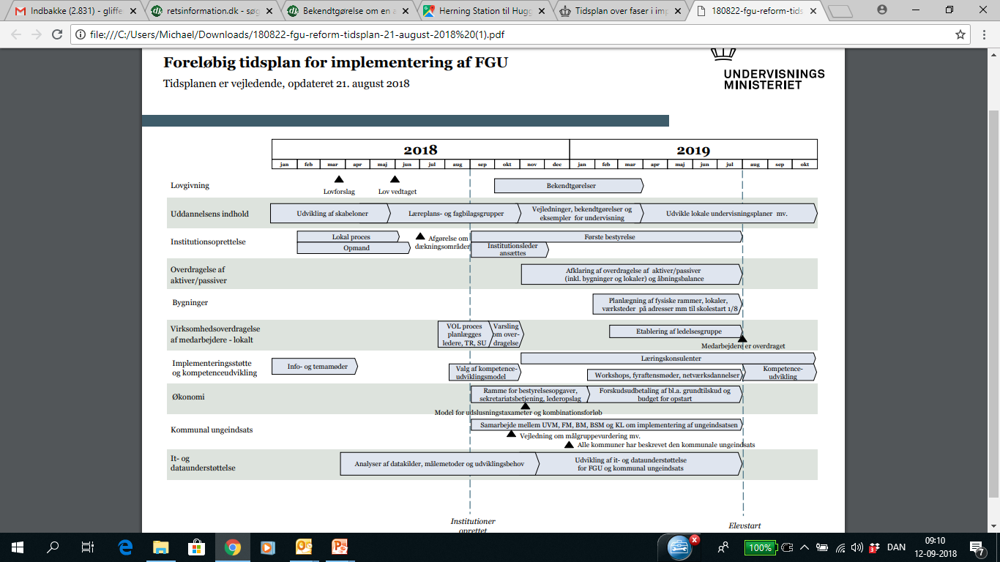 Indbakke (2.831) - gliffe
retsinformation.dk - søg
Bekendtgørelse om en a
Herning Station til Hugg
Tidsplan over faser i imp
180822-fgu-reform-tids
file:///C:/Users/Michael/Downloads/180822-fgu-reform-tidsplan-21-august-2018%20(1).pdf
Foreløbig tidsplan for implementering af FGU
Tidsplanen er vejledende, opdateret 21. august 2018
UNDERVISNINGS
MINISTERIET
2018 2019
jan feb mar apr maj jun jul aug sep okt nov dec jan feb mar apr maj jun jul aug sep okt
Lovgivning
Lovforslag
Lov vedtaget
Bekendtgørelser
Uddannelsens indhold
Udvikling af skabeloner
Læreplans- og fagbilagsgrupper
Vejledninger, bekendtgørelser og
eksempler for undervisning
Udvikle lokale undervisningsplaner mv.
Institutionsoprettelse
Lokal proces
Opmand
Afgørelse om
dækningsområder
Første bestyrelse
Institutionsleder
ansættes
Overdragelse af
aktiver/passiver
Afklaring af overdragelse af aktiver/passiver
(inkl. bygninger og lokaler) og åbningsbalance
Bygninger
Planlægning af fysiske rammer, lokaler,
værksteder på adresser mm til skolestart 1/8
Virksomhedsoverdragelse
af medarbejdere - lokalt
VOL proces
planlægges
ledere, TR, SU
Varsling
om over-
dragelse
Etablering af ledelsesgruppe
Medarbejdere er overdraget
Implementeringsstøtte
og kompetenceudvikling
Info- og temamøder
Valg af kompetence-
udviklingsmodel
Læringskonsulenter
Workshops, fyraftensmøder, netværksdannelser
Kompetence-
udvikling
Økonomi
Ramme for bestyrelsesopgaver,
sekretariatsbetjening, lederopslag
Forskudsudbetaling af bl.a. grundtilskud og
budget for opstart
Model for udslusningstaxameter og kombinationsforløb
Kommunal ungeindsats
Samarbejde mellem UVM, FM, BM, BSM og KL om implementering af ungeindsatsen
Vejledning om målgruppevurdering mv.
Alle kommuner har beskrevet den kommunale ungeindsats
It- og
dataunderstøttelse
Analyser af datakilder, målemetoder og udviklingsbehov
Udvikling af it- og dataunderstøttelse
for FGU og kommunal ungeindsats
Institutioner
oprettet
Elevstart
100%
DAN
09:10
12-09-2018
7